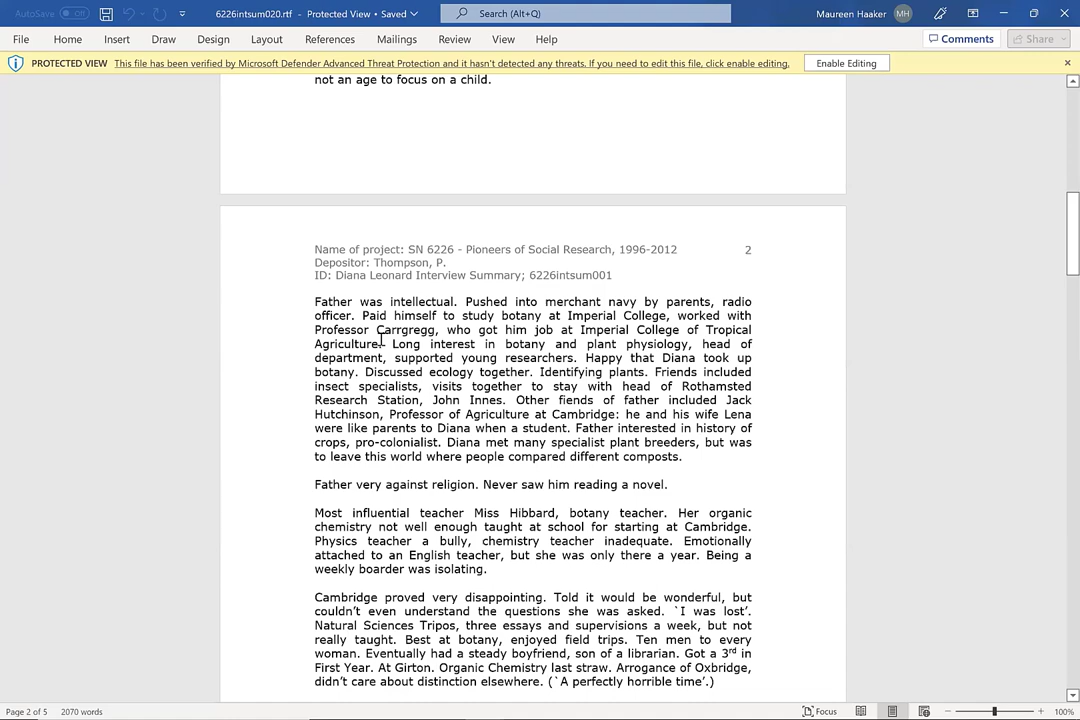 AutoSave Off 6226intsum020.rtf - Protected View • Saved Search (Alt+Q) Maureen Haaker MH
File Home Insert Draw Design Layout References Mailings Review View Help Comments Share
PROTECTED VIEW This file has been verified by Microsoft Defender Advanced Threat Protection and it hasn't detected any threats. If you need to edit this file, click enable editing. Enable Editing
not an age to focus on a child.
Name of project: SN 6226 - Pioneers of Social Research, 1996-2012 2
Depositor: Thompson, P.
ID: Diana Leonard Interview Summary; 6226intsum001
Father was intellectual. Pushed into merchant navy by parents, radio
officer. Paid himself to study botany at Imperial College, worked with
Professor Carrgregg, who got him job at Imperial College of Tropical
Agriculture. Long interest in botany and plant physiology, head of
department, supported young researchers. Happy that Diana took up
botany. Discussed ecology together. Identifying plants. Friends included
insect specialists, visits together to stay with head of Rothamsted
Research Station, John Innes. Other fiends of father included Jack
Hutchinson, Professor of Agriculture at Cambridge: he and his wife Lena
were like parents to Diana when a student. Father interested in history of
crops, pro-colonialist. Diana met many specialist plant breeders, but was
to leave this world where people compared different composts.
Father very against religion. Never saw him reading a novel.
Most influential teacher Miss Hibbard, botany teacher. Her organic
chemistry not well enough taught at school for starting at Cambridge.
Physics teacher a bully, chemistry teacher inadequate. Emotionally
attached to an English teacher, but she was only there a year. Being a
weekly boarder was isolating.
Cambridge proved very disappointing. Told it would be wonderful, but
couldn't even understand the questions she was asked. `I was lost'.
Natural Sciences Tripos, three essays and supervisions a week, but not
really taught. Best at botany, enjoyed field trips. Ten men to every
woman. Eventually had a steady boyfriend, son of a librarian. Got a 3rd in
First Year. At Girton. Organic Chemistry last straw. Arrogance of Oxbridge,
didn't care about distinction elsewhere. (`A perfectly horrible time'.)
Page 2 of 5 2070 words Focus 100%